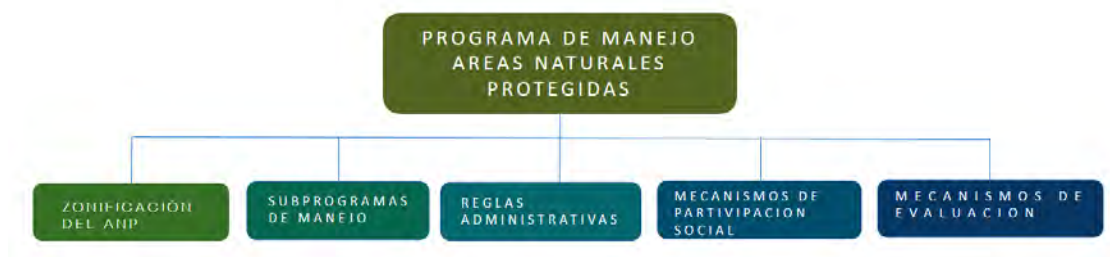 PROGRAMA DE MANEJO
AREAS NATURALES
PROTEGIDAS
ZONIFICACIÓN
DEL ANP
SUBPROGRAMAS
DE MANEJO
REGLAS
ADMINISTRATIVAS
MECANISMOS DE
PARTIVIPACION
SOCIAL
MECANISMOS DE
EVALUACION